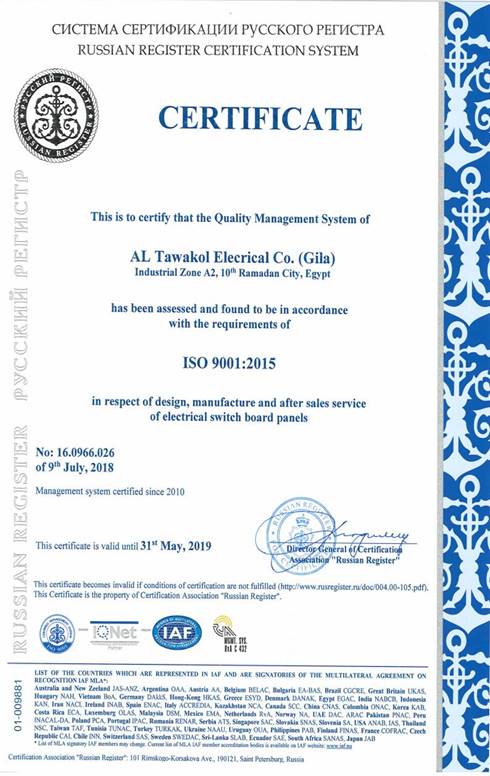 СИСТЕМА СЕРТИФИКАЦИИ РУССКОГО РЕГИСТРА
RUSSIAN REGISTER CERTIFICATION SYSTEM
РУССКИЙ РЕГИСТР
RUSSIAN REGISTER
CERTIFICATE
This is to certify that the Quality Management System of
AL Tawakol Elecrical Co. (Gila)
Industrial Zone A2, 10th Ramadan City, Egypt
has been assessed and found to be in accordance
with the requirements of
ISO 9001:2015
in respect of design, manufacture and after sales service
of electrical switch board panels
No: 16.0966.026
of 9th July, 2018
Management system certified since 2010
This certificate is valid until 31st May, 2019
RUSSIAN REGISTER
Director General of Certification
Association "Russian Register"
This certificate becomes invalid if conditions of certification are not fulfilled (http://www.rusregister.ru/doc/004.00-105.pdf).
This Certificate is the property of Certification Association "Russian Register".
ISO 9001
IQNet
IAF
MGMT. SYS.
RvA C 432
RUSSIAN REGISTER РУССКИЙ РЕГИСТР
01-009881
LIST OF THE COUNTRIES WHICH ARE REPRESENTED IN IAF AND ARE SIGNATORIES OF THE MULTILATERAL AGREEMENT ON
RECOGNITION IAF MLA*:
Australia and New Zeeland JAS-ANZ, Argentina OAA, Austria AA, Belgium BELAC, Bulgaria EA-BAS, Brazil CGCRE, Great Britain UKAS,
Hungary NAH, Vietnam BoA, Germany DAkkS, Hong-Kong HKAS, Greece ESYD, Denmark DANAK, Egypt EGAC, India NABCB, Indonesia
KAN, Iran NACI, Ireland INAB, Spain ENAC, Italy ACCREDIA, Kazakhstan NCA, Canada SCC, China CNAS, Colombia ONAC, Korea KAB,
Costa Rica ECA, Luxemburg OLAS, Malaysia DSM, Mexico EMA, Netherlands RvA, Norway NA, UAE DAC, ARAC Pakistan PNAC, Peru
INACAL-DA, Poland PCA, Portugal IPAC, Rumania RENAR, Serbia ATS, Singapore SAC, Slovakia SNAS, Slovenia SA, USA ANAB, IAS, Thailand
NSC, Taiwan TAF, Tunisia TUNAC, Turkey TURKAK, Ukraine NAAU, Uruguay OUA, Philippines PAB, Finland FINAS, France COFRAC, Czech
Republic CAI, Chile INN, Switzerland SAS, Sweden SWEDAC, Sri-Lanka SLAB, Ecuador SAE, South Africa SANAS, Japan JAB
* List of MLA signatory IAF members may change. Current list of MLA IAF member accreditation bodies is available on IAF website: www.iaf.nu
Certification Association "Russian Register": 101 Rimskogo-Korsakova Ave., 190121, Saint Petersburg, Russia